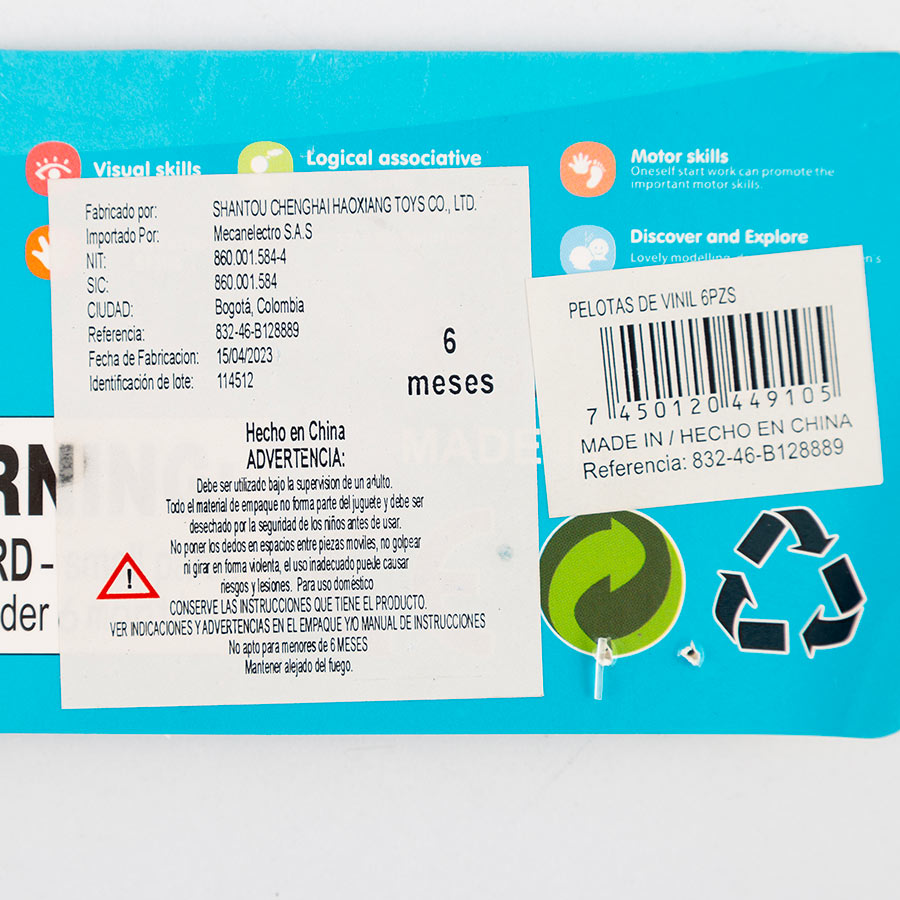 Visual skills
Logical associative
Motor skills
Oneself start work can promote the
important motor skills.
Discover and Explore
Lovely modelling
Fabricado por: SHANTOU CHENGHAI HAOXIANG TOYS CO., LTD.
Importado Por: Mecanelectro S.A.S
NIT: 860.001.584-4
SIC: 860.001.584
CIUDAD: Bogotá, Colombia
Referencia: 832-46-B128889
Fecha de Fabricacion: 15/04/2023
Identificación de lote: 114512
6
meses
Hecho en China
ADVERTENCIA:
Debe ser utilizado bajo la supervision de un adulto.
Todo el material de empaque no forma parte del juguete y debe ser
desechado por la seguridad de los niños antes de usar.
No poner los dedos en espacios entre piezas moviles, no golpear
ni girar en forma violenta, el uso inadecuado puede causar
riesgos y lesiones. Para uso doméstico
CONSERVE LAS INSTRUCCIONES QUE TIENE EL PRODUCTO.
VER INDICACIONES Y ADVERTENCIAS EN EL EMPAQUE Y/O MANUAL DE INSTRUCCIONES
No apto para menores de 6 MESES
Mantener alejado del fuego.
PELOTAS DE VINIL 6PZS
7 450120 449105
MADE IN / HECHO EN CHINA
Referencia: 832-46-B128889
MADE
RNING
RD -
der